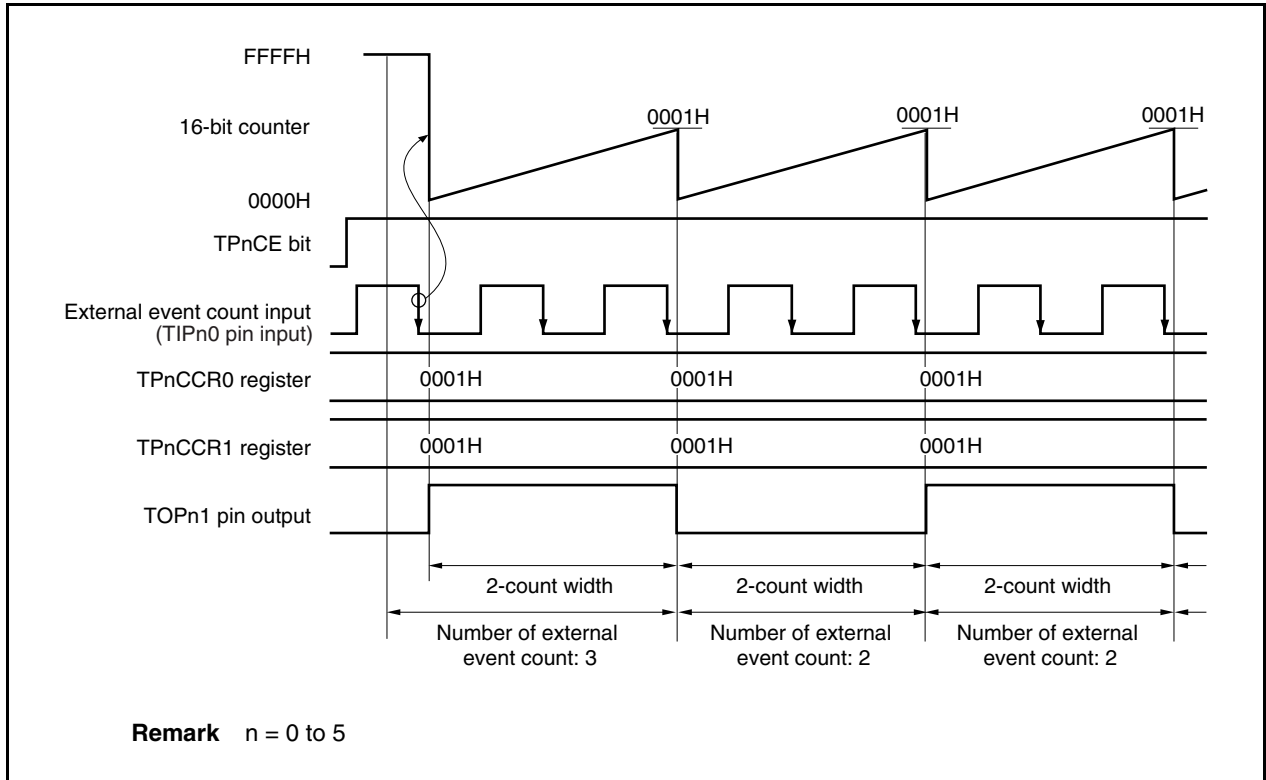 FFFFH
16-bit counter
0001H
0001H
0001H
0000H
TPnCE bit
External event count input
(TIPn0 pin input)
TPnCCR0 register
0001H
0001H
0001H
TPnCCR1 register
0001H
0001H
0001H
TOPn1 pin output
2-count width
2-count width
2-count width
Number of external
event count: 3
Number of external
event count: 2
Number of external
event count: 2
Remark n = 0 to 5